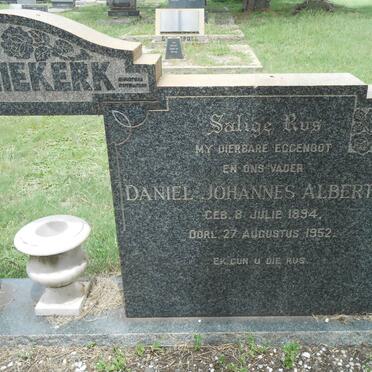 NIEKERK
Salige Rus
MY DIERBARE EGGENOOT
EN ONS VADER
DANIEL JOHANNES ALBERT
GEB. 8 JULIE 1894.
OORL. 27 AUGUSTUS 1952.
EK GUN U DIE RUS.